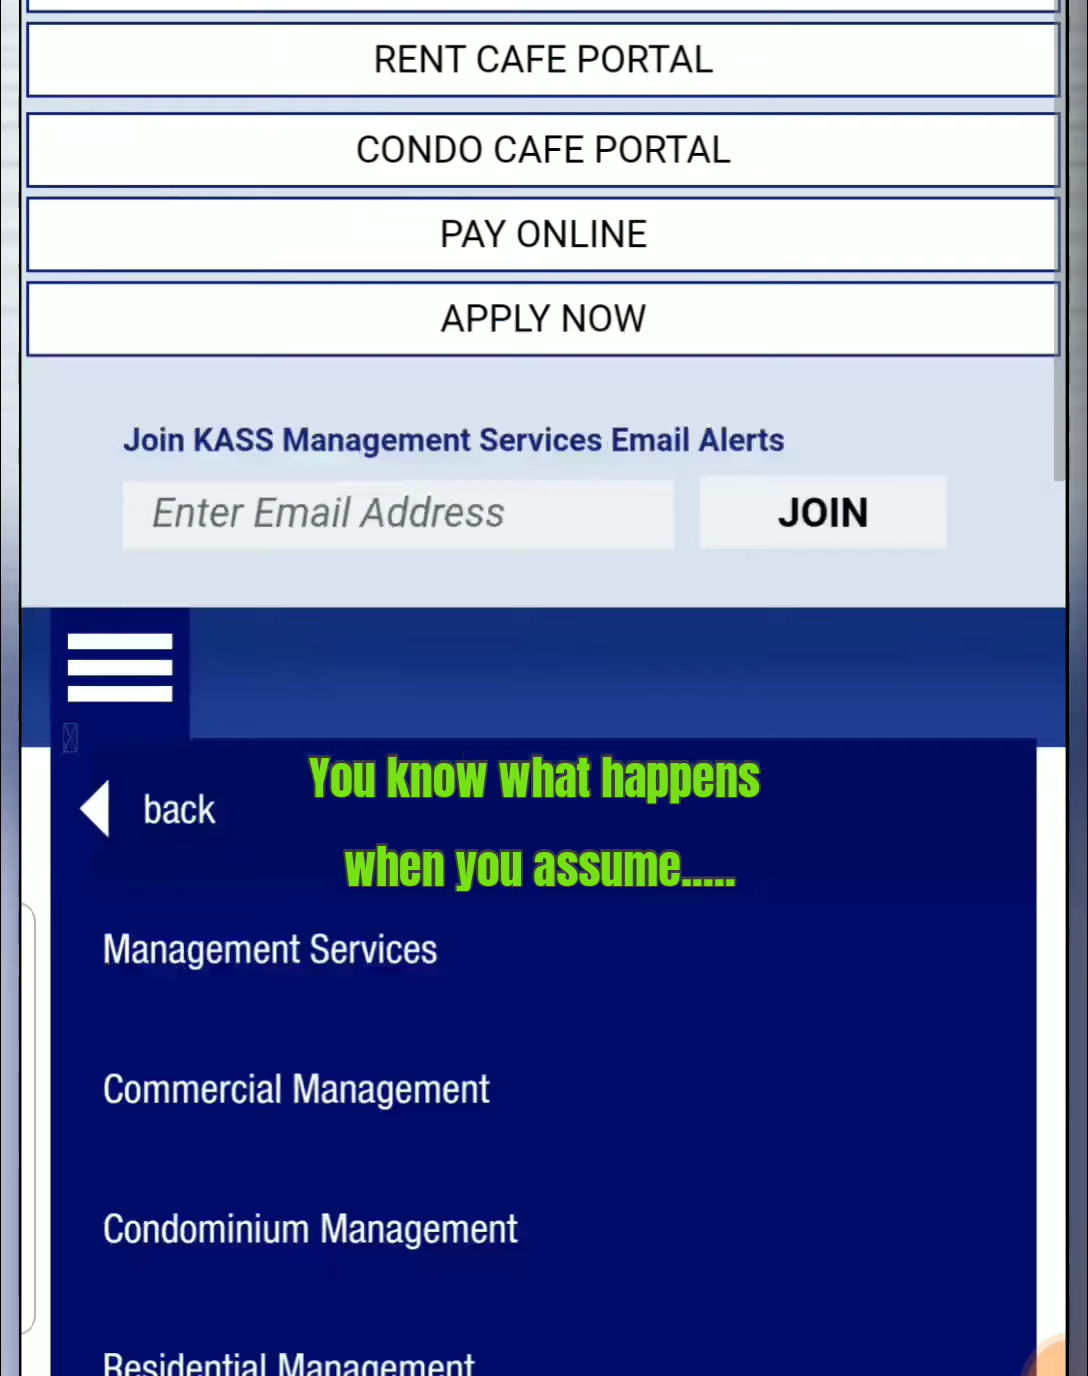 RENT CAFE PORTAL
CONDO CAFE PORTAL
PAY ONLINE
APPLY NOW
Join KASS Management Services Email Alerts
Enter Email Address
JOIN
You know what happens
back
when you assume.....
Management Services
Commercial Management
Condominium Management
Residential Management